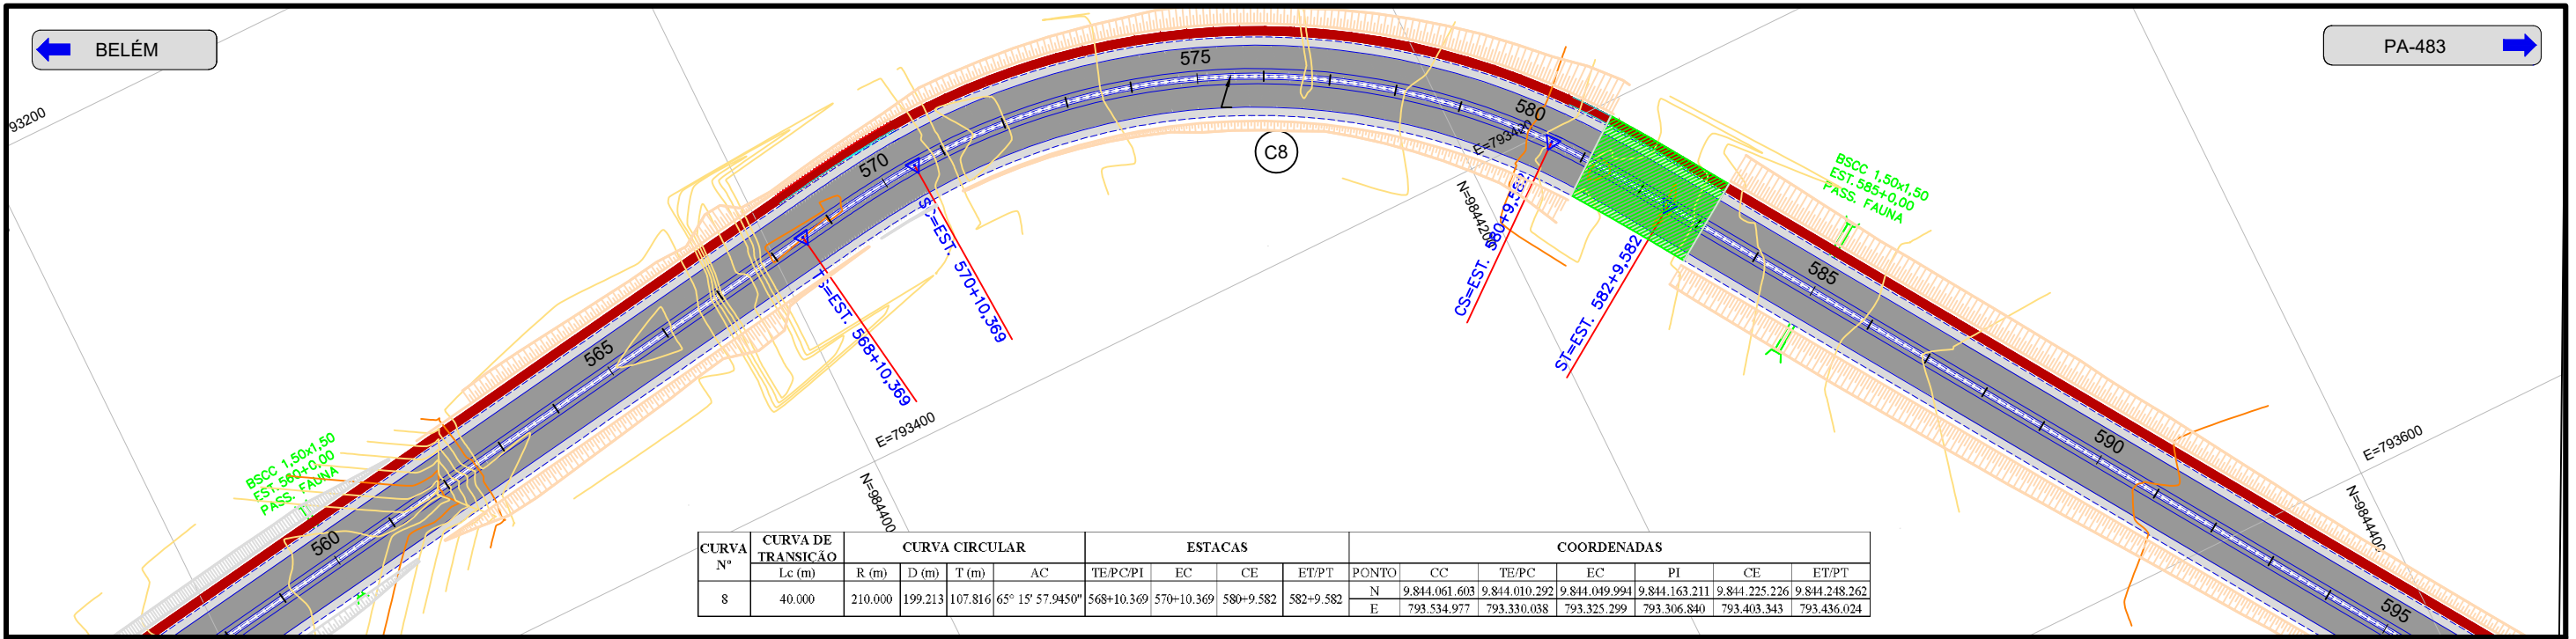 BELÉM
PA-483
93200
575
580
E=793420
570
C8
BSCC 1,50x1,50
EST.585+0,00
PASS. FAUNA
SC=EST. 570+10,369
CS=EST. 580+9,582
ST=EST. 582+9,582
TS=EST. 568+10,369
585
565
E=793400
BSCC 1,50x1,50
EST.560+0,00
PASS. FAUNA
590
E=793600
N=984400
N=984420
N=984440
560
595
CURVA Nº CURVA DE TRANSIÇÃO CURVA CIRCULAR ESTACAS COORDENADAS
Lc (m) R (m) D (m) T (m) AC TE/PC/PI EC CE ET/PT PONTO CC TE/PC EC PI CE ET/PT
8 40.000 210.000 199.213 107.816 65° 15' 57.9450" 568+10.369 570+10.369 580+9.582 582+9.582 N 9.844.061.603 9.844.010.292 9.844.049.994 9.844.163.211 9.844.225.226 9.844.248.262
E 793.534.977 793.330.038 793.325.299 793.306.840 793.403.343 793.436.024